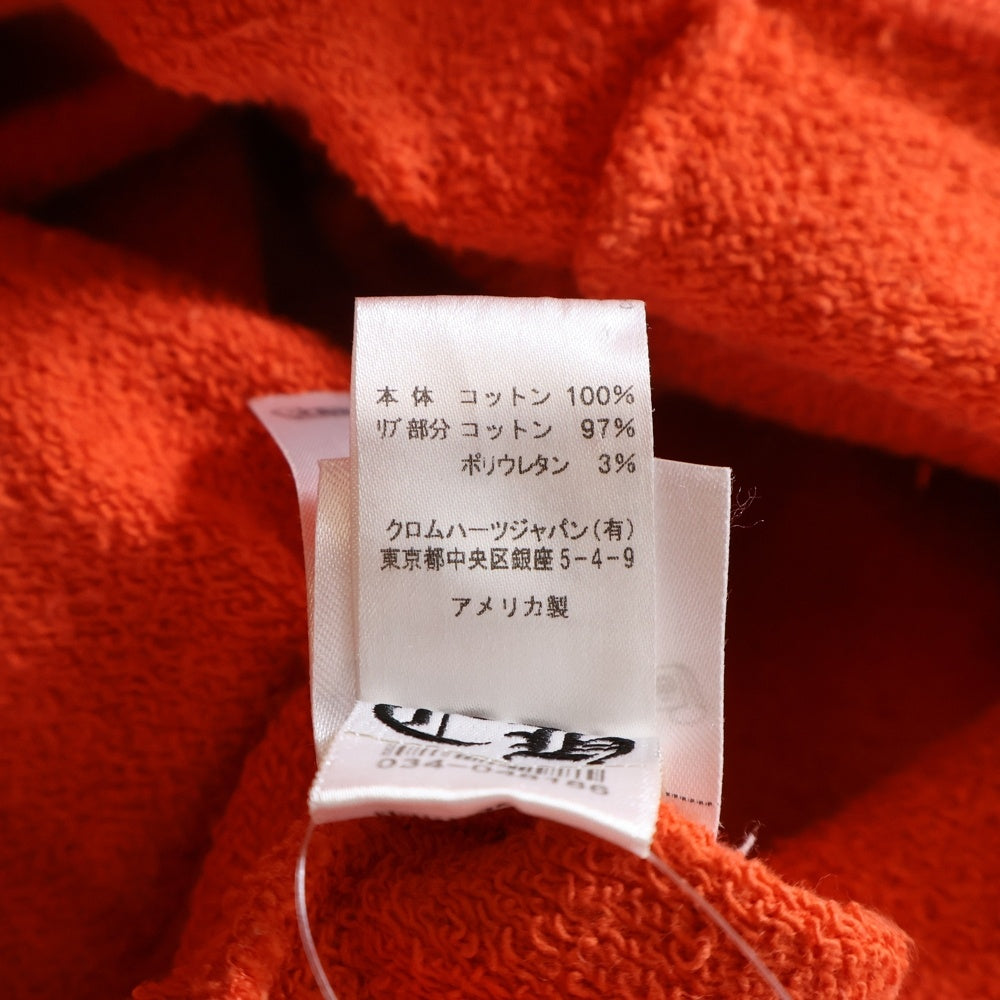 本体 コットン 100%
リブ部分 コットン 97%
ポリウレタン 3%
クロムハーツジャパン(有)
東京都中央区銀座5-4-9
アメリカ製